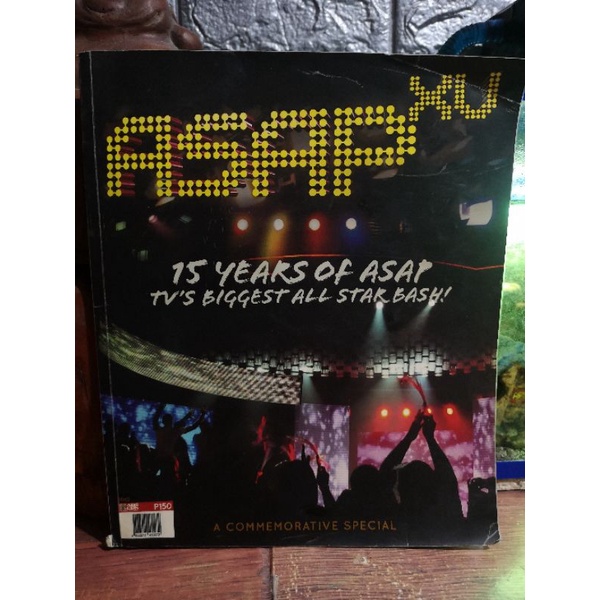 ASAP XV
15 YEARS OF ASAP
TV'S BIGGEST ALL STAR BASH!
P150
A COMMEMORATIVE SPECIAL